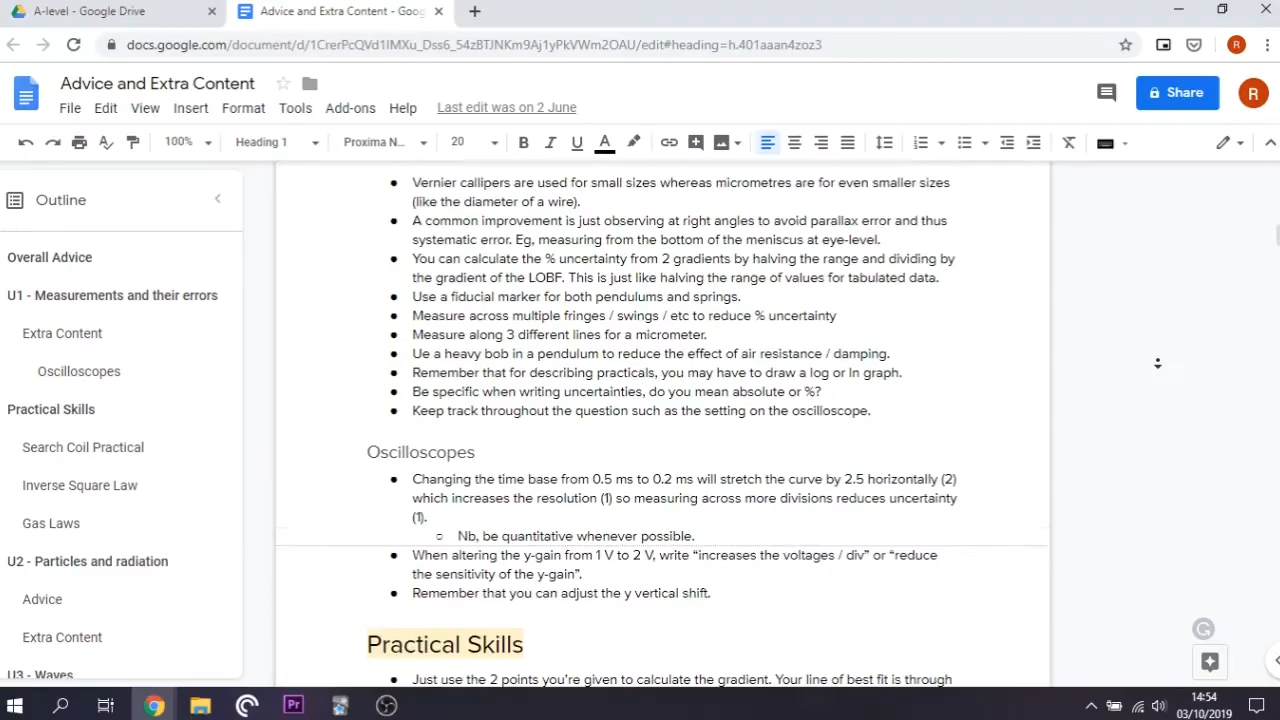 A-level - Google Drive
Advice and Extra Content - Goog
docs.google.com/document/d/1CrerPcQVd1IMXu_Dss6_54zBTJNKm9Aj1yPkVWm2OAU/edit#heading=h.401aaan4zoz3
R
Advice and Extra Content
File Edit View Insert Format Tools Add-ons Help Last edit was on 2 June
Share
R
100% Heading 1 Proxima N... 20 B I U A
Outline
Overall Advice
U1 - Measurements and their errors
Extra Content
Oscilloscopes
Practical Skills
Search Coil Practical
Inverse Square Law
Gas Laws
U2 - Particles and radiation
Advice
Extra Content
U3 - Waves
● Vernier callipers are used for small sizes whereas micrometres are for even smaller sizes
(like the diameter of a wire).
● A common improvement is just observing at right angles to avoid parallax error and thus
systematic error. Eg, measuring from the bottom of the meniscus at eye-level.
● You can calculate the % uncertainty from 2 gradients by halving the range and dividing by
the gradient of the LOBF. This is just like halving the range of values for tabulated data.
● Use a fiducial marker for both pendulums and springs.
● Measure across multiple fringes / swings / etc to reduce % uncertainty
● Measure along 3 different lines for a micrometer.
● Ue a heavy bob in a pendulum to reduce the effect of air resistance / damping.
● Remember that for describing practicals, you may have to draw a log or ln graph.
● Be specific when writing uncertainties, do you mean absolute or %?
● Keep track throughout the question such as the setting on the oscilloscope.
Oscilloscopes
● Changing the time base from 0.5 ms to 0.2 ms will stretch the curve by 2.5 horizontally (2)
which increases the resolution (1) so measuring across more divisions reduces uncertainty
(1).
○ Nb, be quantitative whenever possible.
● When altering the y-gain from 1 V to 2 V, write “increases the voltages / div” or “reduce
the sensitivity of the y-gain”.
● Remember that you can adjust the y vertical shift.
Practical Skills
● Just use the 2 points you’re given to calculate the gradient. Your line of best fit is through
Pr
14:54
03/10/2019